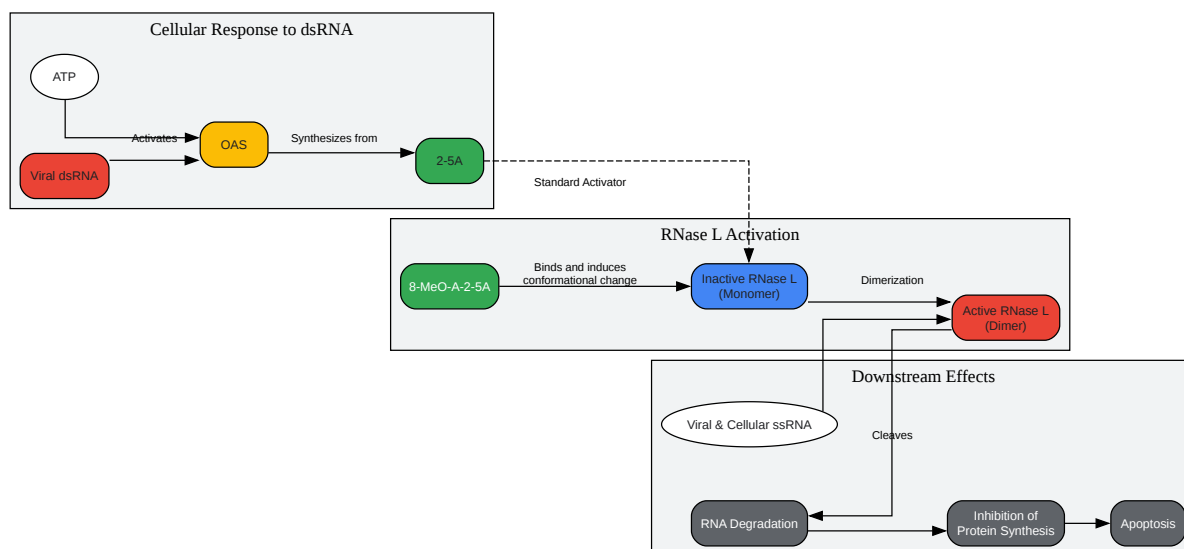 Cellular Response to dsRNA
ATP
Activates
OAS
Synthesizes from
2-5A
Viral dsRNA
Standard Activator
RNase L Activation
8-MeO-A-2-5A
Binds and induces
conformational change
Inactive RNase L
(Monomer)
Dimerization
Active RNase L
(Dimer)
Downstream Effects
Viral & Cellular ssRNA
Cleaves
RNA Degradation
Inhibition of
Protein Synthesis
Apoptosis